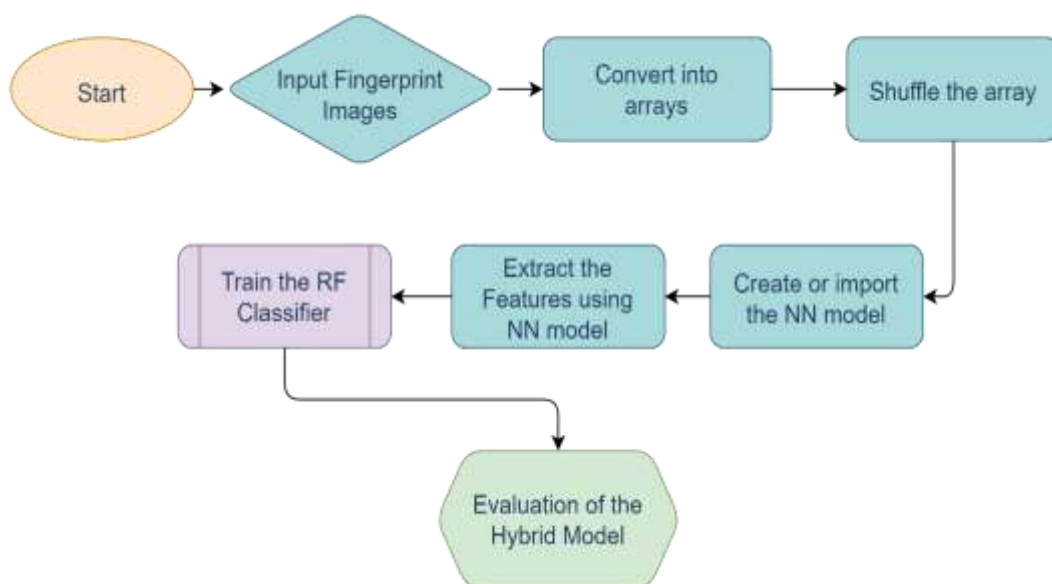 Start
Input Fingerprint
Images
Convert into
arrays
Shuffle the array
Create or import
the NN model
Extract the
Features using
NN model
Train the RF
Classifier
Evaluation of the
Hybrid Model